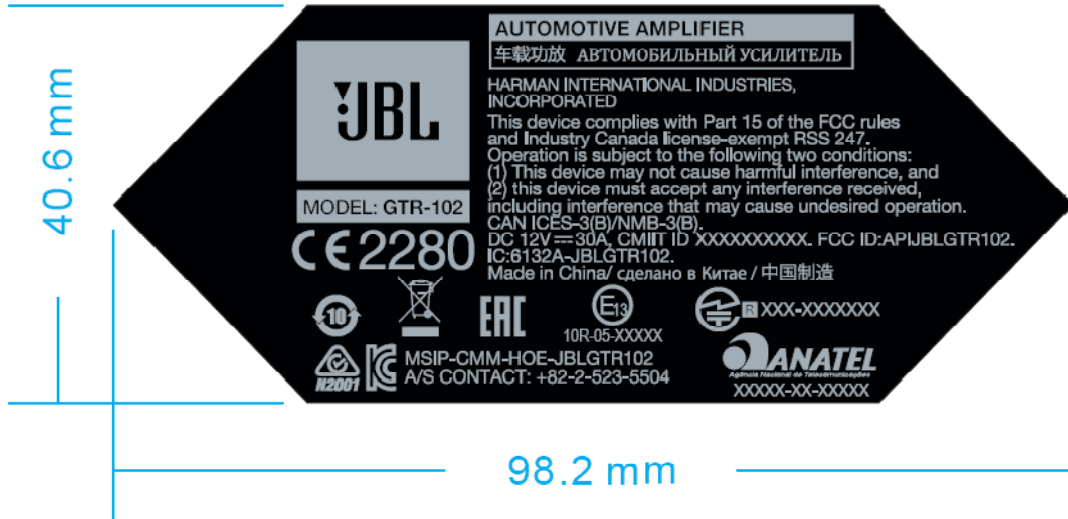 40.6 mm
JBL
MODEL: GTR-102
CE 2280
AUTOMOTIVE AMPLIFIER
车载功放 АВТОМОБИЛЬНЫЙ УСИЛИТЕЛЬ
HARMAN INTERNATIONAL INDUSTRIES,
INCORPORATED
This device complies with Part 15 of the FCC rules
and Industry Canada license-exempt RSS 247.
Operation is subject to the following two conditions:
(1) This device may not cause harmful interference, and
(2) this device must accept any interference received,
including interference that may cause undesired operation.
CAN ICES-3(B)/NMB-3(B).
DC 12V⎓30A, CMIIT ID XXXXXXXXXX. FCC ID:APIJBLGTR102.
IC:6132A-JBLGTR102.
Made in China/ сделано в Китае / 中国制造
10
EAC
E13
10R-05-XXXXX
R XXX-XXXXXXX
N2001
MSIP-CMM-HOE-JBLGTR102
A/S CONTACT: +82-2-523-5504
ANATEL
Agência Nacional de Telecomunicações
XXXXX-XX-XXXXX
98.2 mm